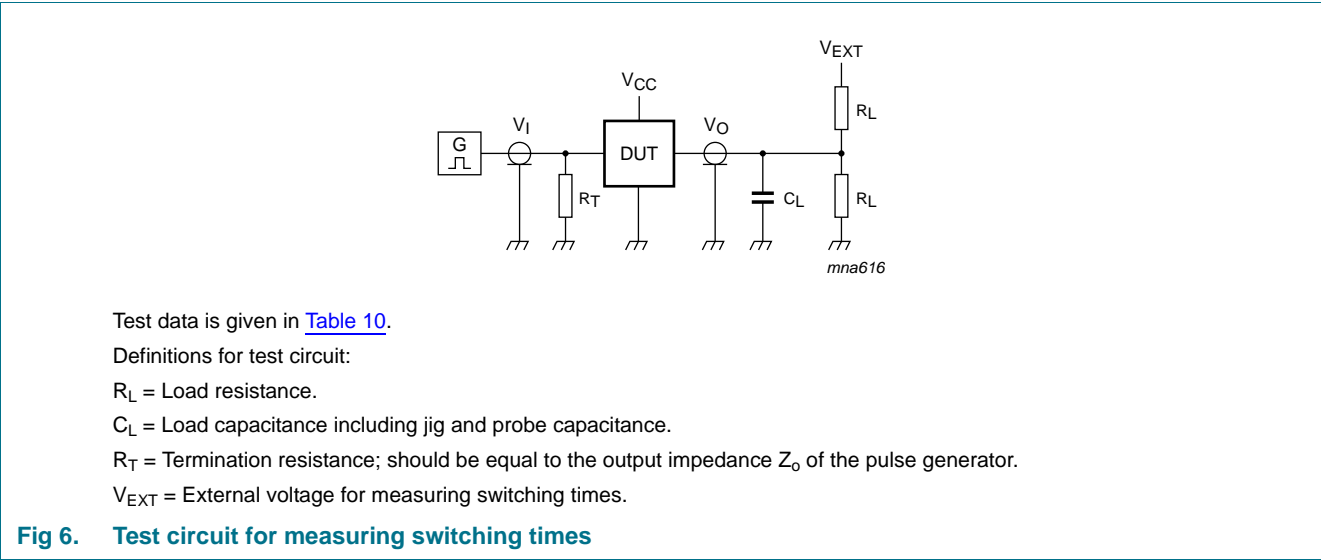 VEXT
VCC
RL
VI
VO
G
DUT
RT
CL
RL
mna616
Test data is given in Table 10.
Definitions for test circuit:
RL = Load resistance.
CL = Load capacitance including jig and probe capacitance.
RT = Termination resistance; should be equal to the output impedance Zo of the pulse generator.
VEXT = External voltage for measuring switching times.
Fig 6. Test circuit for measuring switching times